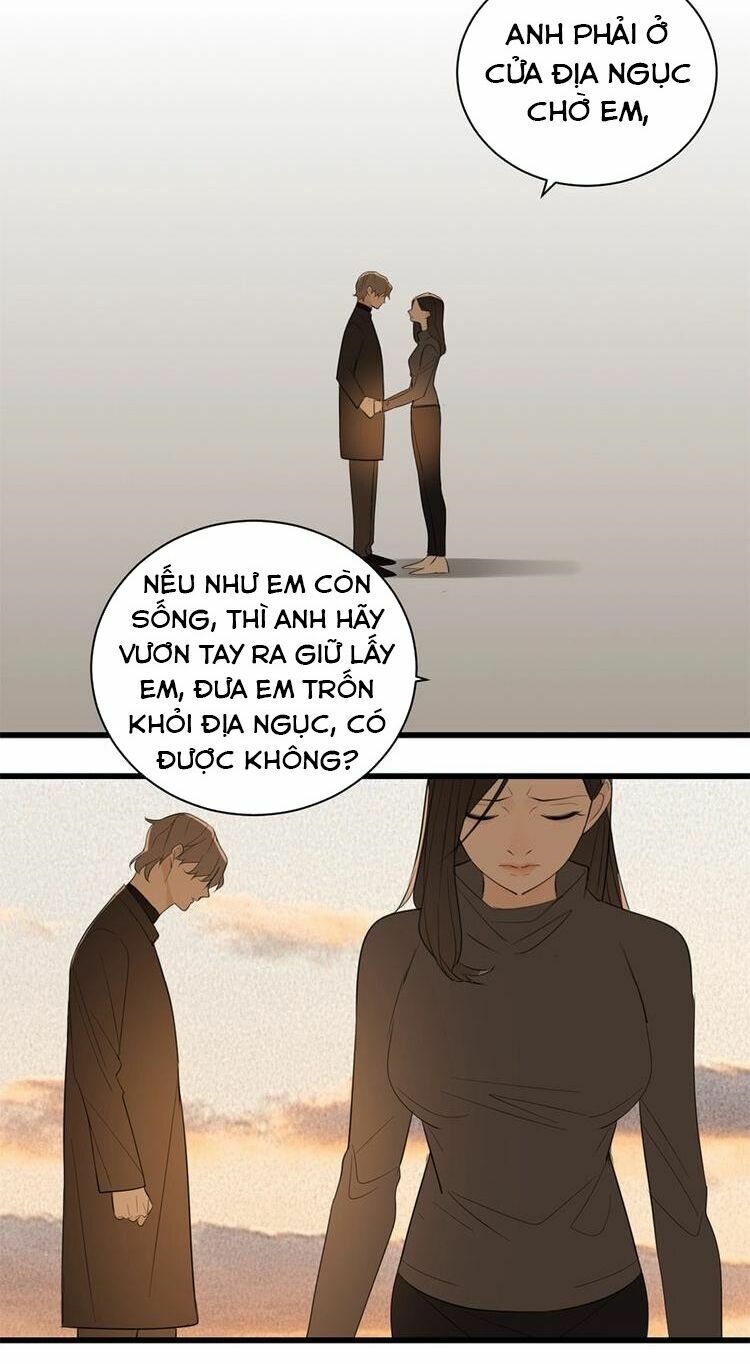 ANH PHẢI Ở
CỬA ĐỊA NGỤC
CHỜ EM,
NẾU NHƯ EM CÒN
SỐNG, THÌ ANH HÃY
VƯƠN TAY RA GIỮ LẤY
EM, ĐƯA EM TRỐN
KHỎI ĐỊA NGỤC, CÓ
ĐƯỢC KHÔNG?